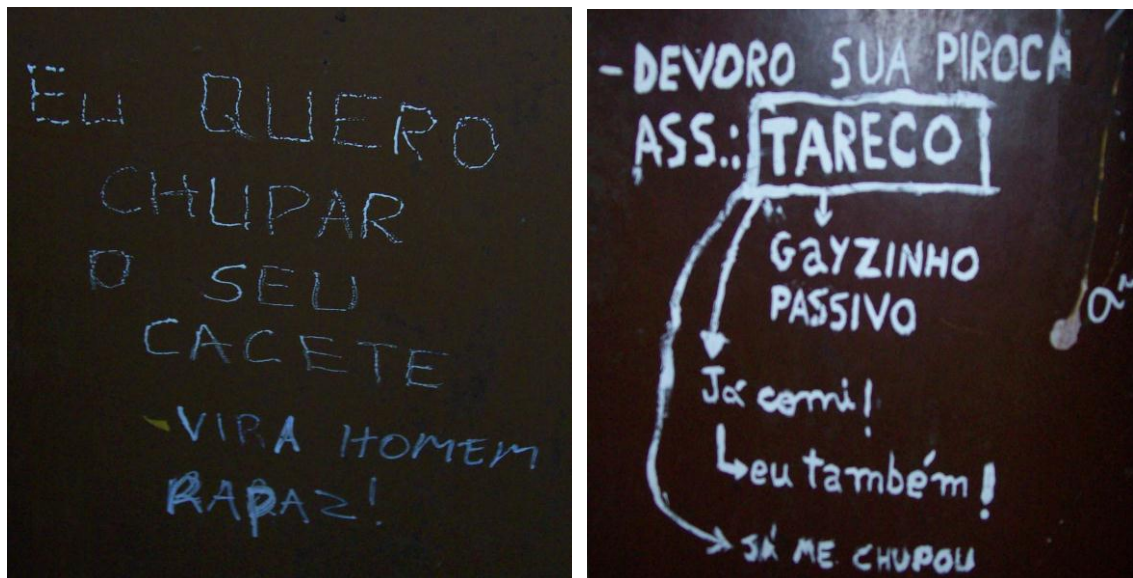 EU QUERO
CHUPAR
O SEU
CACETE
-VIRA HOMEM
RAPAZ!
- DEVORO SUA PIROCA
ASS.: TARECO
GaYZINHO
PASSIVO
Já comi!
eu também!
JÁ ME CHUPOU